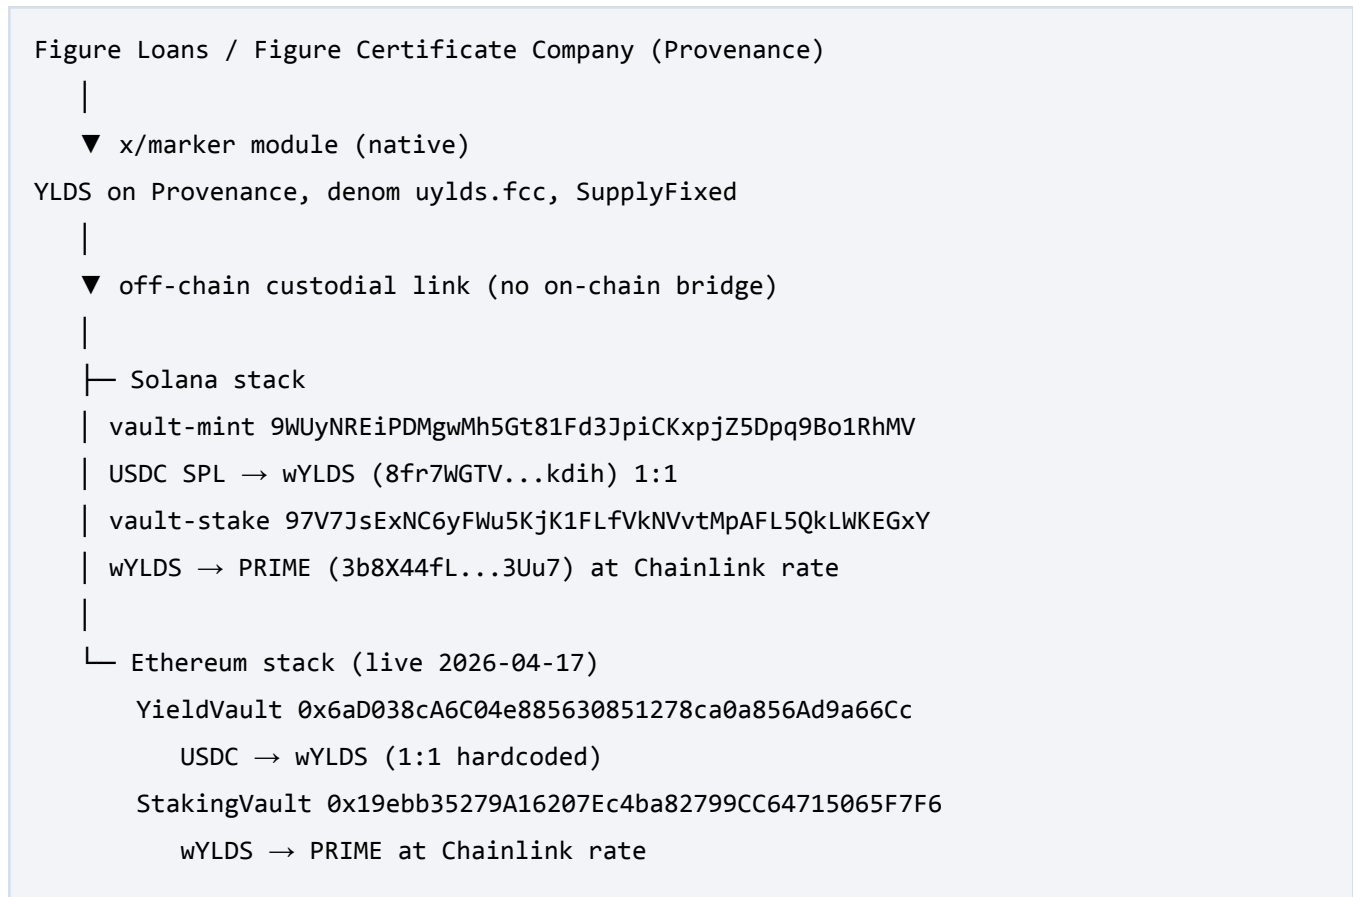 Figure Loans / Figure Certificate Company (Provenance)
│
▼ x/marker module (native)
YLDS on Provenance, denom uylds.fcc, SupplyFixed
│
▼ off-chain custodial link (no on-chain bridge)
│
├─ Solana stack
│ vault-mint 9WUyNREiPDMgwMh5Gt81Fd3JpiCKxpjZ5Dpq9Bo1RhMV
│ USDC SPL → wYLDS (8fr7WGTV...kdih) 1:1
│ vault-stake 97V7JsExNC6yFWu5KjK1FLfVkNVvtMpAFL5QkLWKEGxY
│ wYLDS → PRIME (3b8X44fL...3Uu7) at Chainlink rate
│
└─ Ethereum stack (live 2026-04-17)
YieldVault 0x6aD038cA6C04e885630851278ca0a856Ad9a66Cc
USDC → wYLDS (1:1 hardcoded)
StakingVault 0x19ebb35279A16207Ec4ba82799CC64715065F7F6
wYLDS → PRIME at Chainlink rate